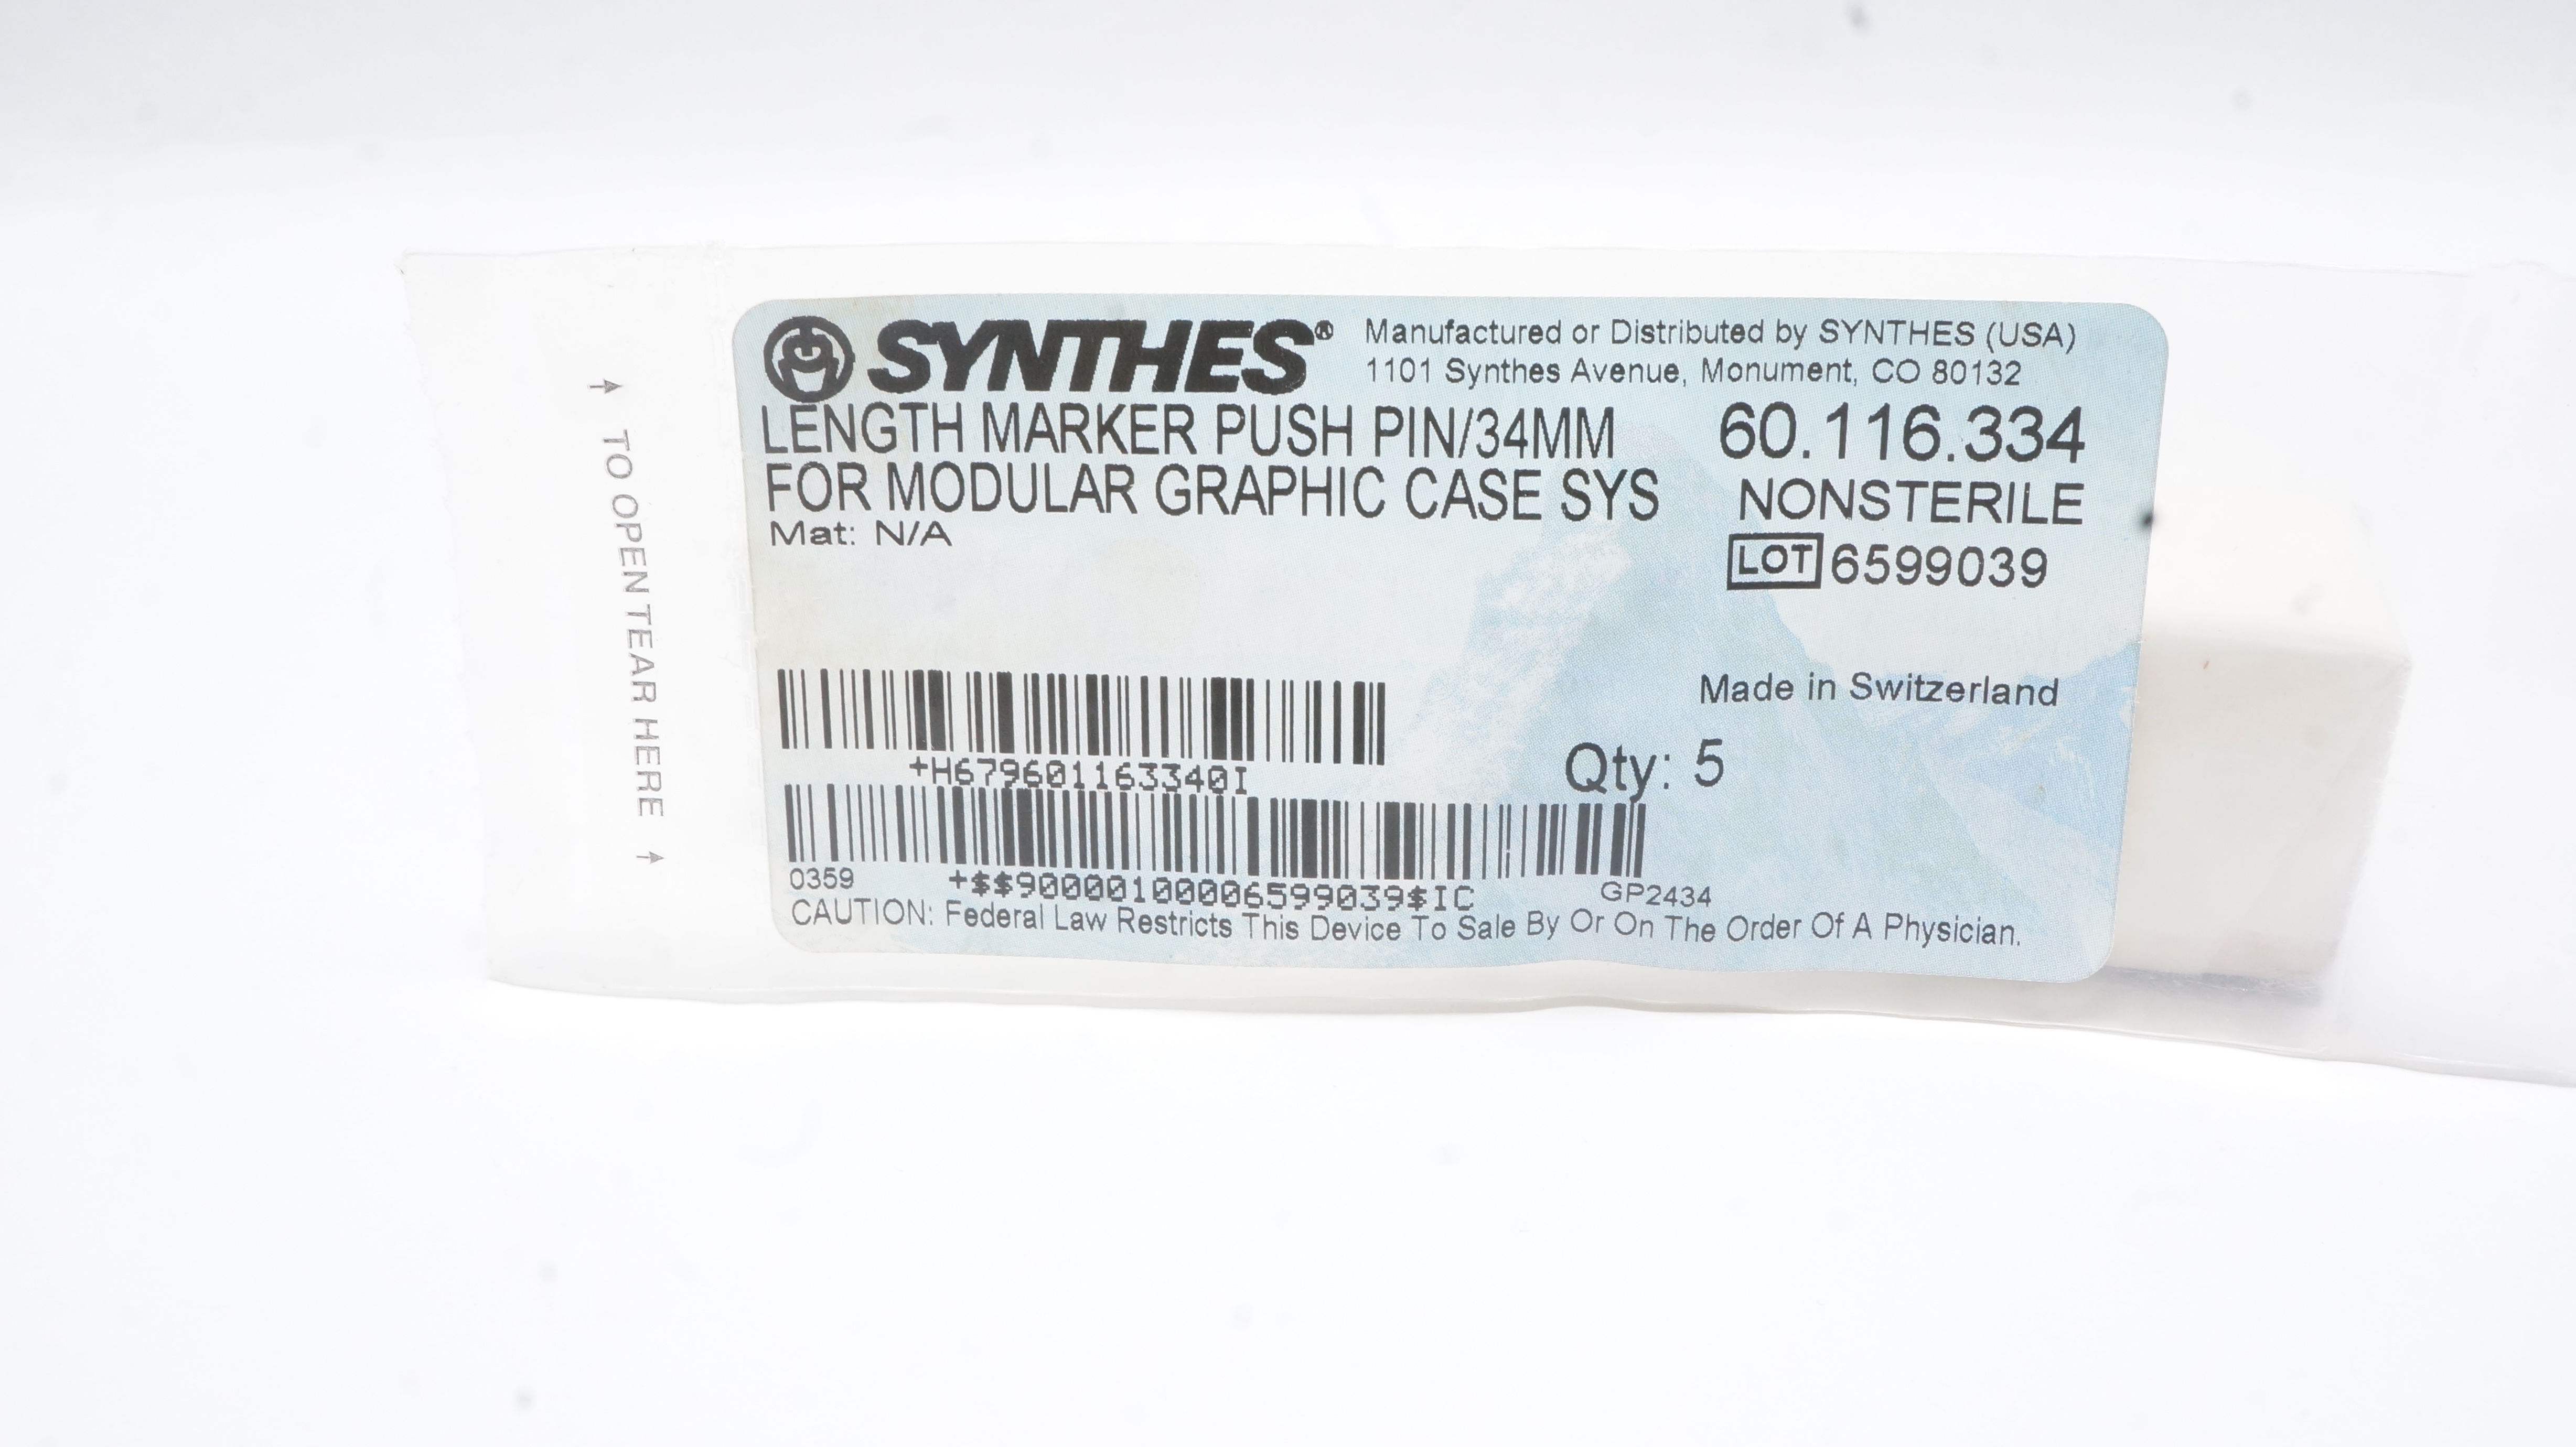 ↑ TO OPEN TEAR HERE ↑
SYNTHES® Manufactured or Distributed by SYNTHES (USA)
1101 Synthes Avenue, Monument, CO 80132
LENGTH MARKER PUSH PIN/34MM 60.116.334
FOR MODULAR GRAPHIC CASE SYS NONSTERILE
Mat: N/A LOT 6599039
Made in Switzerland
+H679601163340I Qty: 5
0359 +$$90000100006599039$IC GP2434
CAUTION: Federal Law Restricts This Device To Sale By Or On The Order Of A Physician.